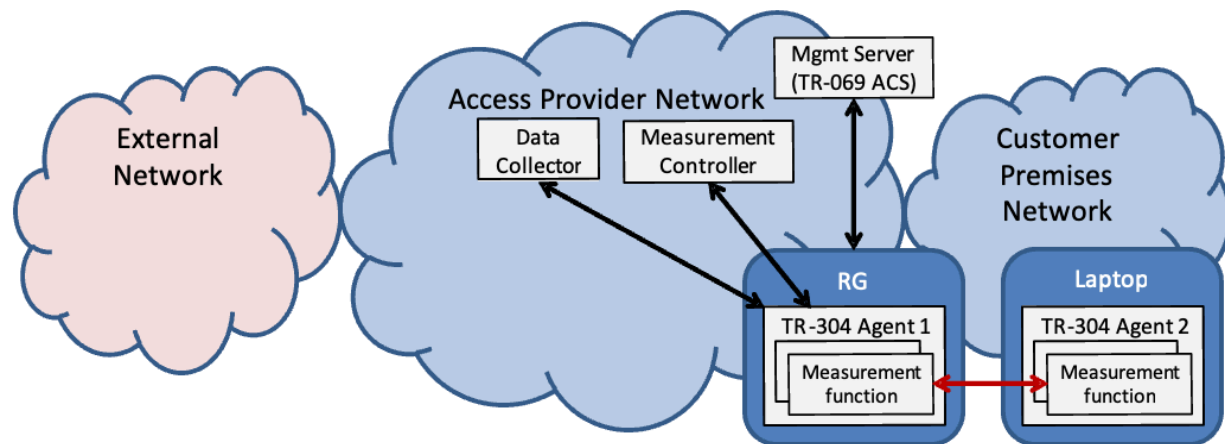 External
Network
Access Provider Network
Data
Collector
Measurement
Controller
Mgmt Server
(TR-069 ACS)
Customer
Premises
Network
RG
TR-304 Agent 1
Measurement
function
Laptop
TR-304 Agent 2
Measurement
function